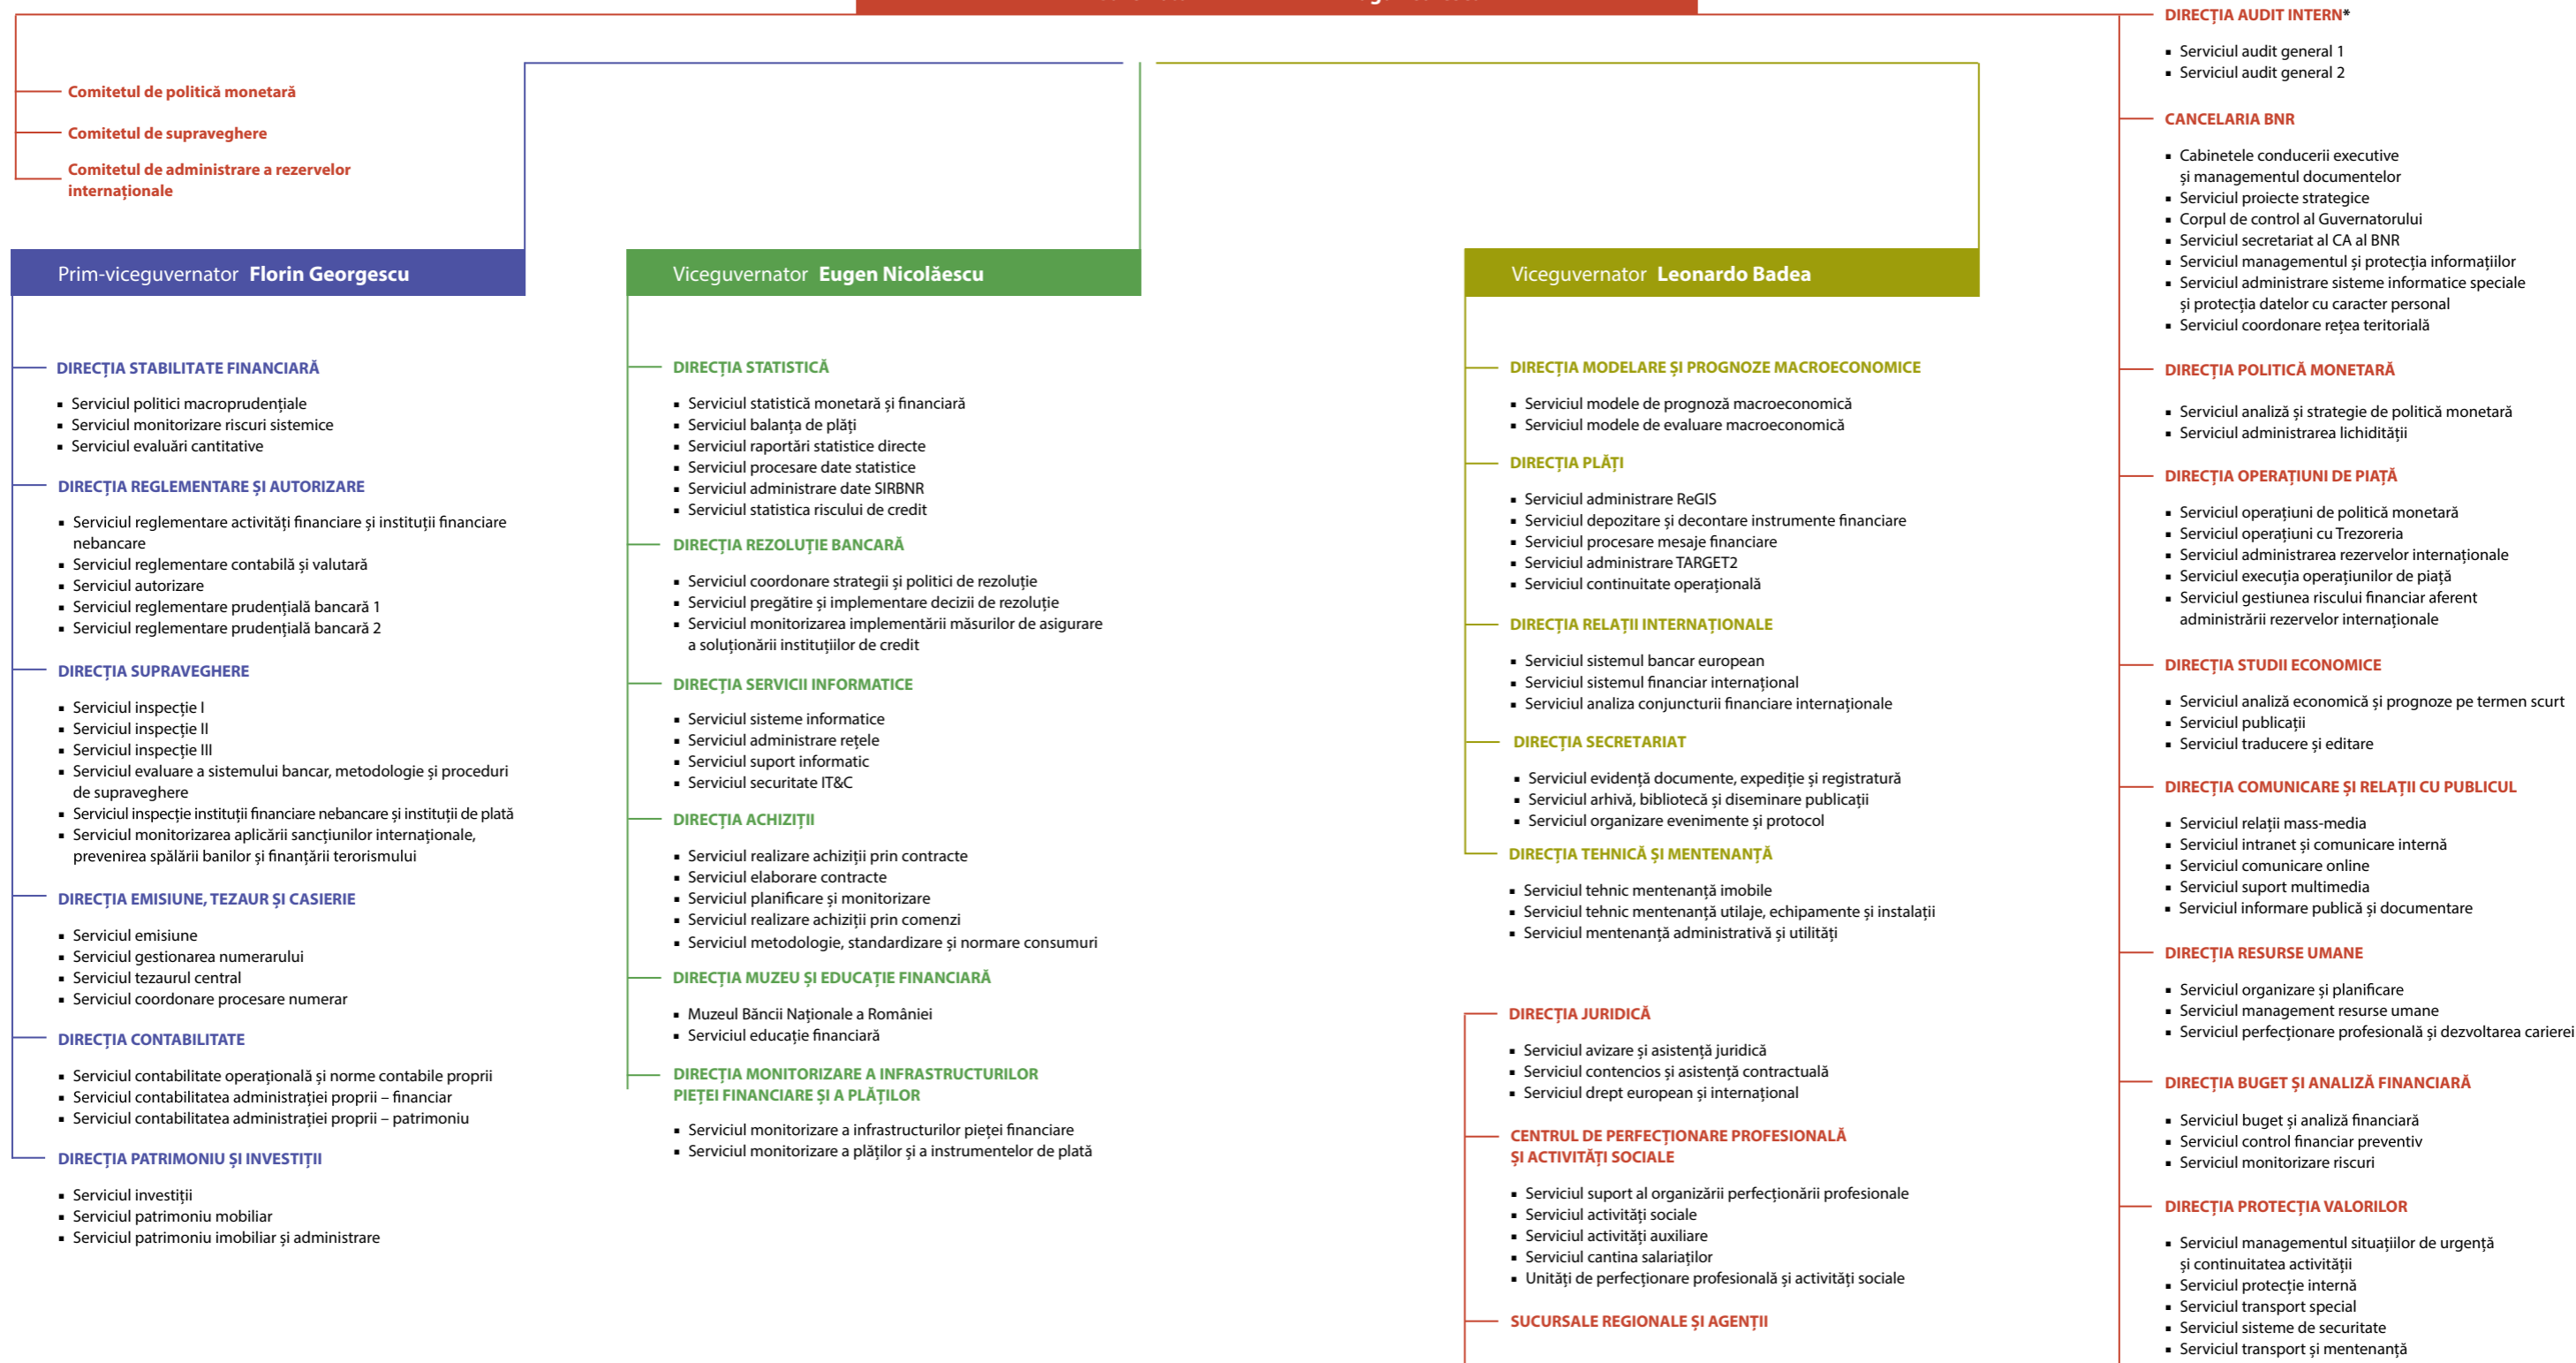 DIRECȚIA AUDIT INTERN*
▪ Serviciul audit general 1
▪ Serviciul audit general 2
Comitetul de politică monetară
Comitetul de supraveghere
Comitetul de administrare a rezervelor
internaționale
CANCELARIA BNR
▪ Cabinetele conducerii executive
și managementul documentelor
▪ Serviciul proiecte strategice
▪ Corpul de control al Guvernatorului
▪ Serviciul secretariat al CA al BNR
▪ Serviciul managementul și protecția informațiilor
▪ Serviciul administrare sisteme informatice speciale
și protecția datelor cu caracter personal
▪ Serviciul coordonare rețea teritorială
Prim-viceguvernator Florin Georgescu
DIRECȚIA STABILITATE FINANCIARĂ
▪ Serviciul politici macroprudențiale
▪ Serviciul monitorizare riscuri sistemice
▪ Serviciul evaluări cantitative
DIRECȚIA REGLEMENTARE ȘI AUTORIZARE
▪ Serviciul reglementare activități financiare și instituții financiare
nebancare
▪ Serviciul reglementare contabilă și valutară
▪ Serviciul autorizare
▪ Serviciul reglementare prudențială bancară 1
▪ Serviciul reglementare prudențială bancară 2
DIRECȚIA SUPRAVEGHERE
▪ Serviciul inspecție I
▪ Serviciul inspecție II
▪ Serviciul inspecție III
▪ Serviciul evaluare a sistemului bancar, metodologie și proceduri
de supraveghere
▪ Serviciul inspecție instituții financiare nebancare și instituții de plată
▪ Serviciul monitorizarea aplicării sancțiunilor internaționale,
prevenirea spălării banilor și finanțării terorismului
DIRECȚIA EMISIUNE, TEZAUR ȘI CASIERIE
▪ Serviciul emisiune
▪ Serviciul gestionarea numerarului
▪ Serviciul tezaurul central
▪ Serviciul coordonare procesare numerar
DIRECȚIA CONTABILITATE
▪ Serviciul contabilitate operațională și norme contabile proprii
▪ Serviciul contabilitatea administrației proprii – financiar
▪ Serviciul contabilitatea administrației proprii – patrimoniu
DIRECȚIA PATRIMONIU ȘI INVESTIȚII
▪ Serviciul investiții
▪ Serviciul patrimoniu mobiliar
▪ Serviciul patrimoniu imobiliar și administrare
Viceguvernator Eugen Nicolăescu
DIRECȚIA STATISTICĂ
▪ Serviciul statistică monetară și financiară
▪ Serviciul balanța de plăți
▪ Serviciul raportări statistice directe
▪ Serviciul procesare date statistice
▪ Serviciul administrare date SIRBNR
▪ Serviciul statistica riscului de credit
DIRECȚIA REZOLUȚIE BANCARĂ
▪ Serviciul coordonare strategii și politici de rezoluție
▪ Serviciul pregătire și implementare decizii de rezoluție
▪ Serviciul monitorizarea implementării măsurilor de asigurare
a soluționării instituțiilor de credit
DIRECȚIA SERVICII INFORMATICE
▪ Serviciul sisteme informatice
▪ Serviciul administrare rețele
▪ Serviciul suport informatic
▪ Serviciul securitate IT&C
DIRECȚIA ACHIZIȚII
▪ Serviciul realizare achiziții prin contracte
▪ Serviciul elaborare contracte
▪ Serviciul planificare și monitorizare
▪ Serviciul realizare achiziții prin comenzi
▪ Serviciul metodologie, standardizare și normare consumuri
DIRECȚIA MUZEU ȘI EDUCAȚIE FINANCIARĂ
▪ Muzeul Băncii Naționale a României
▪ Serviciul educație financiară
DIRECȚIA MONITORIZARE A INFRASTRUCTURILOR
PIEȚEI FINANCIARE ȘI A PLĂȚILOR
▪ Serviciul monitorizare a infrastructurilor pieței financiare
▪ Serviciul monitorizare a plăților și a instrumentelor de plată
Viceguvernator Leonardo Badea
DIRECȚIA MODELARE ȘI PROGNOZE MACROECONOMICE
▪ Serviciul modele de prognoză macroeconomică
▪ Serviciul modele de evaluare macroeconomică
DIRECȚIA PLĂȚI
▪ Serviciul administrare ReGIS
▪ Serviciul depozitare și decontare instrumente financiare
▪ Serviciul procesare mesaje financiare
▪ Serviciul administrare TARGET2
▪ Serviciul continuitate operațională
DIRECȚIA RELAȚII INTERNAȚIONALE
▪ Serviciul sistemul bancar european
▪ Serviciul sistemul financiar internațional
▪ Serviciul analiza conjuncturii financiare internaționale
DIRECȚIA SECRETARIAT
▪ Serviciul evidență documente, expediție și registratură
▪ Serviciul arhivă, bibliotecă și diseminare publicații
▪ Serviciul organizare evenimente și protocol
DIRECȚIA TEHNICĂ ȘI MENTENANȚĂ
▪ Serviciul tehnic mentenanță imobile
▪ Serviciul tehnic mentenanță utilaje, echipamente și instalații
▪ Serviciul mentenanță administrativă și utilități
DIRECȚIA JURIDICĂ
▪ Serviciul avizare și asistență juridică
▪ Serviciul contencios și asistență contractuală
▪ Serviciul drept european și internațional
CENTRUL DE PERFECȚIONARE PROFESIONALĂ
ȘI ACTIVITĂȚI SOCIALE
▪ Serviciul suport al organizării perfecționării profesionale
▪ Serviciul activități sociale
▪ Serviciul activități auxiliare
▪ Serviciul cantina salariaților
▪ Unități de perfecționare profesională și activități sociale
SUCURSALE REGIONALE ȘI AGENȚII
DIRECȚIA POLITICĂ MONETARĂ
▪ Serviciul analiză și strategie de politică monetară
▪ Serviciul administrarea lichidității
DIRECȚIA OPERAȚIUNI DE PIAȚĂ
▪ Serviciul operațiuni de politică monetară
▪ Serviciul operațiuni cu Trezoreria
▪ Serviciul administrarea rezervelor internaționale
▪ Serviciul execuția operațiunilor de piață
▪ Serviciul gestiunea riscului financiar aferent
administrării rezervelor internaționale
DIRECȚIA STUDII ECONOMICE
▪ Serviciul analiză economică și prognoze pe termen scurt
▪ Serviciul publicații
▪ Serviciul traducere și editare
DIRECȚIA COMUNICARE ȘI RELAȚII CU PUBLICUL
▪ Serviciul relații mass-media
▪ Serviciul intranet și comunicare internă
▪ Serviciul comunicare online
▪ Serviciul suport multimedia
▪ Serviciul informare publică și documentare
DIRECȚIA RESURSE UMANE
▪ Serviciul organizare și planificare
▪ Serviciul management resurse umane
▪ Serviciul perfecționare profesională și dezvoltarea carierei
DIRECȚIA BUGET ȘI ANALIZĂ FINANCIARĂ
▪ Serviciul buget și analiză financiară
▪ Serviciul control financiar preventiv
▪ Serviciul monitorizare riscuri
DIRECȚIA PROTECȚIA VALORILOR
▪ Serviciul managementul situațiilor de urgență
și continuitatea activității
▪ Serviciul protecție internă
▪ Serviciul transport special
▪ Serviciul sisteme de securitate
▪ Serviciul transport și mentenanță